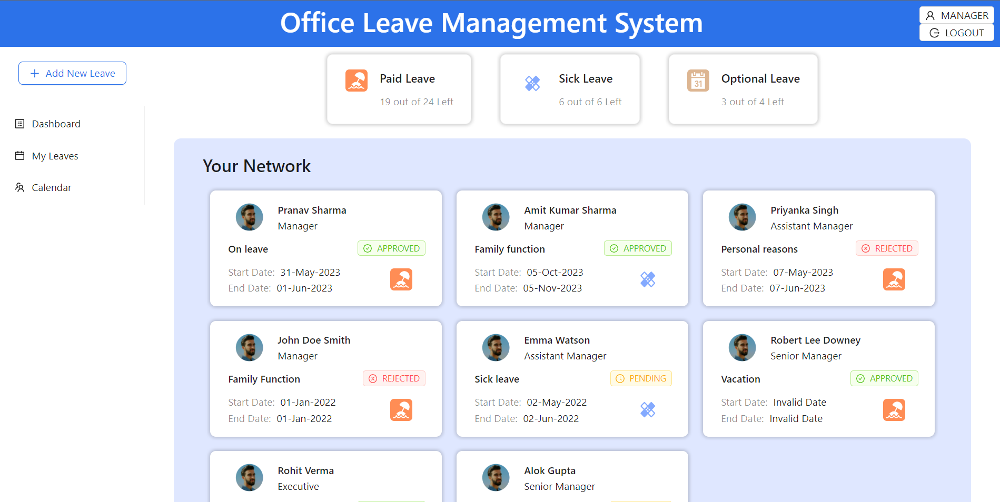 Office Leave Management System
MANAGER
LOGOUT
Add New Leave
Dashboard
My Leaves
Calendar
Paid Leave
19 out of 24 Left
Sick Leave
6 out of 6 Left
31
Optional Leave
3 out of 4 Left
Your Network
Pranav Sharma
Manager
On leave
APPROVED
Start Date: 31-May-2023
End Date: 01-Jun-2023
Amit Kumar Sharma
Manager
Family function
APPROVED
Start Date: 05-Oct-2023
End Date: 05-Nov-2023
Priyanka Singh
Assistant Manager
Personal reasons
REJECTED
Start Date: 07-May-2023
End Date: 07-Jun-2023
John Doe Smith
Manager
Family Function
REJECTED
Start Date: 01-Jan-2022
End Date: 01-Jan-2022
Emma Watson
Assistant Manager
Sick leave
PENDING
Start Date: 02-May-2022
End Date: 02-Jun-2022
Robert Lee Downey
Senior Manager
Vacation
APPROVED
Start Date: Invalid Date
End Date: Invalid Date
Rohit Verma
Executive
Alok Gupta
Senior Manager